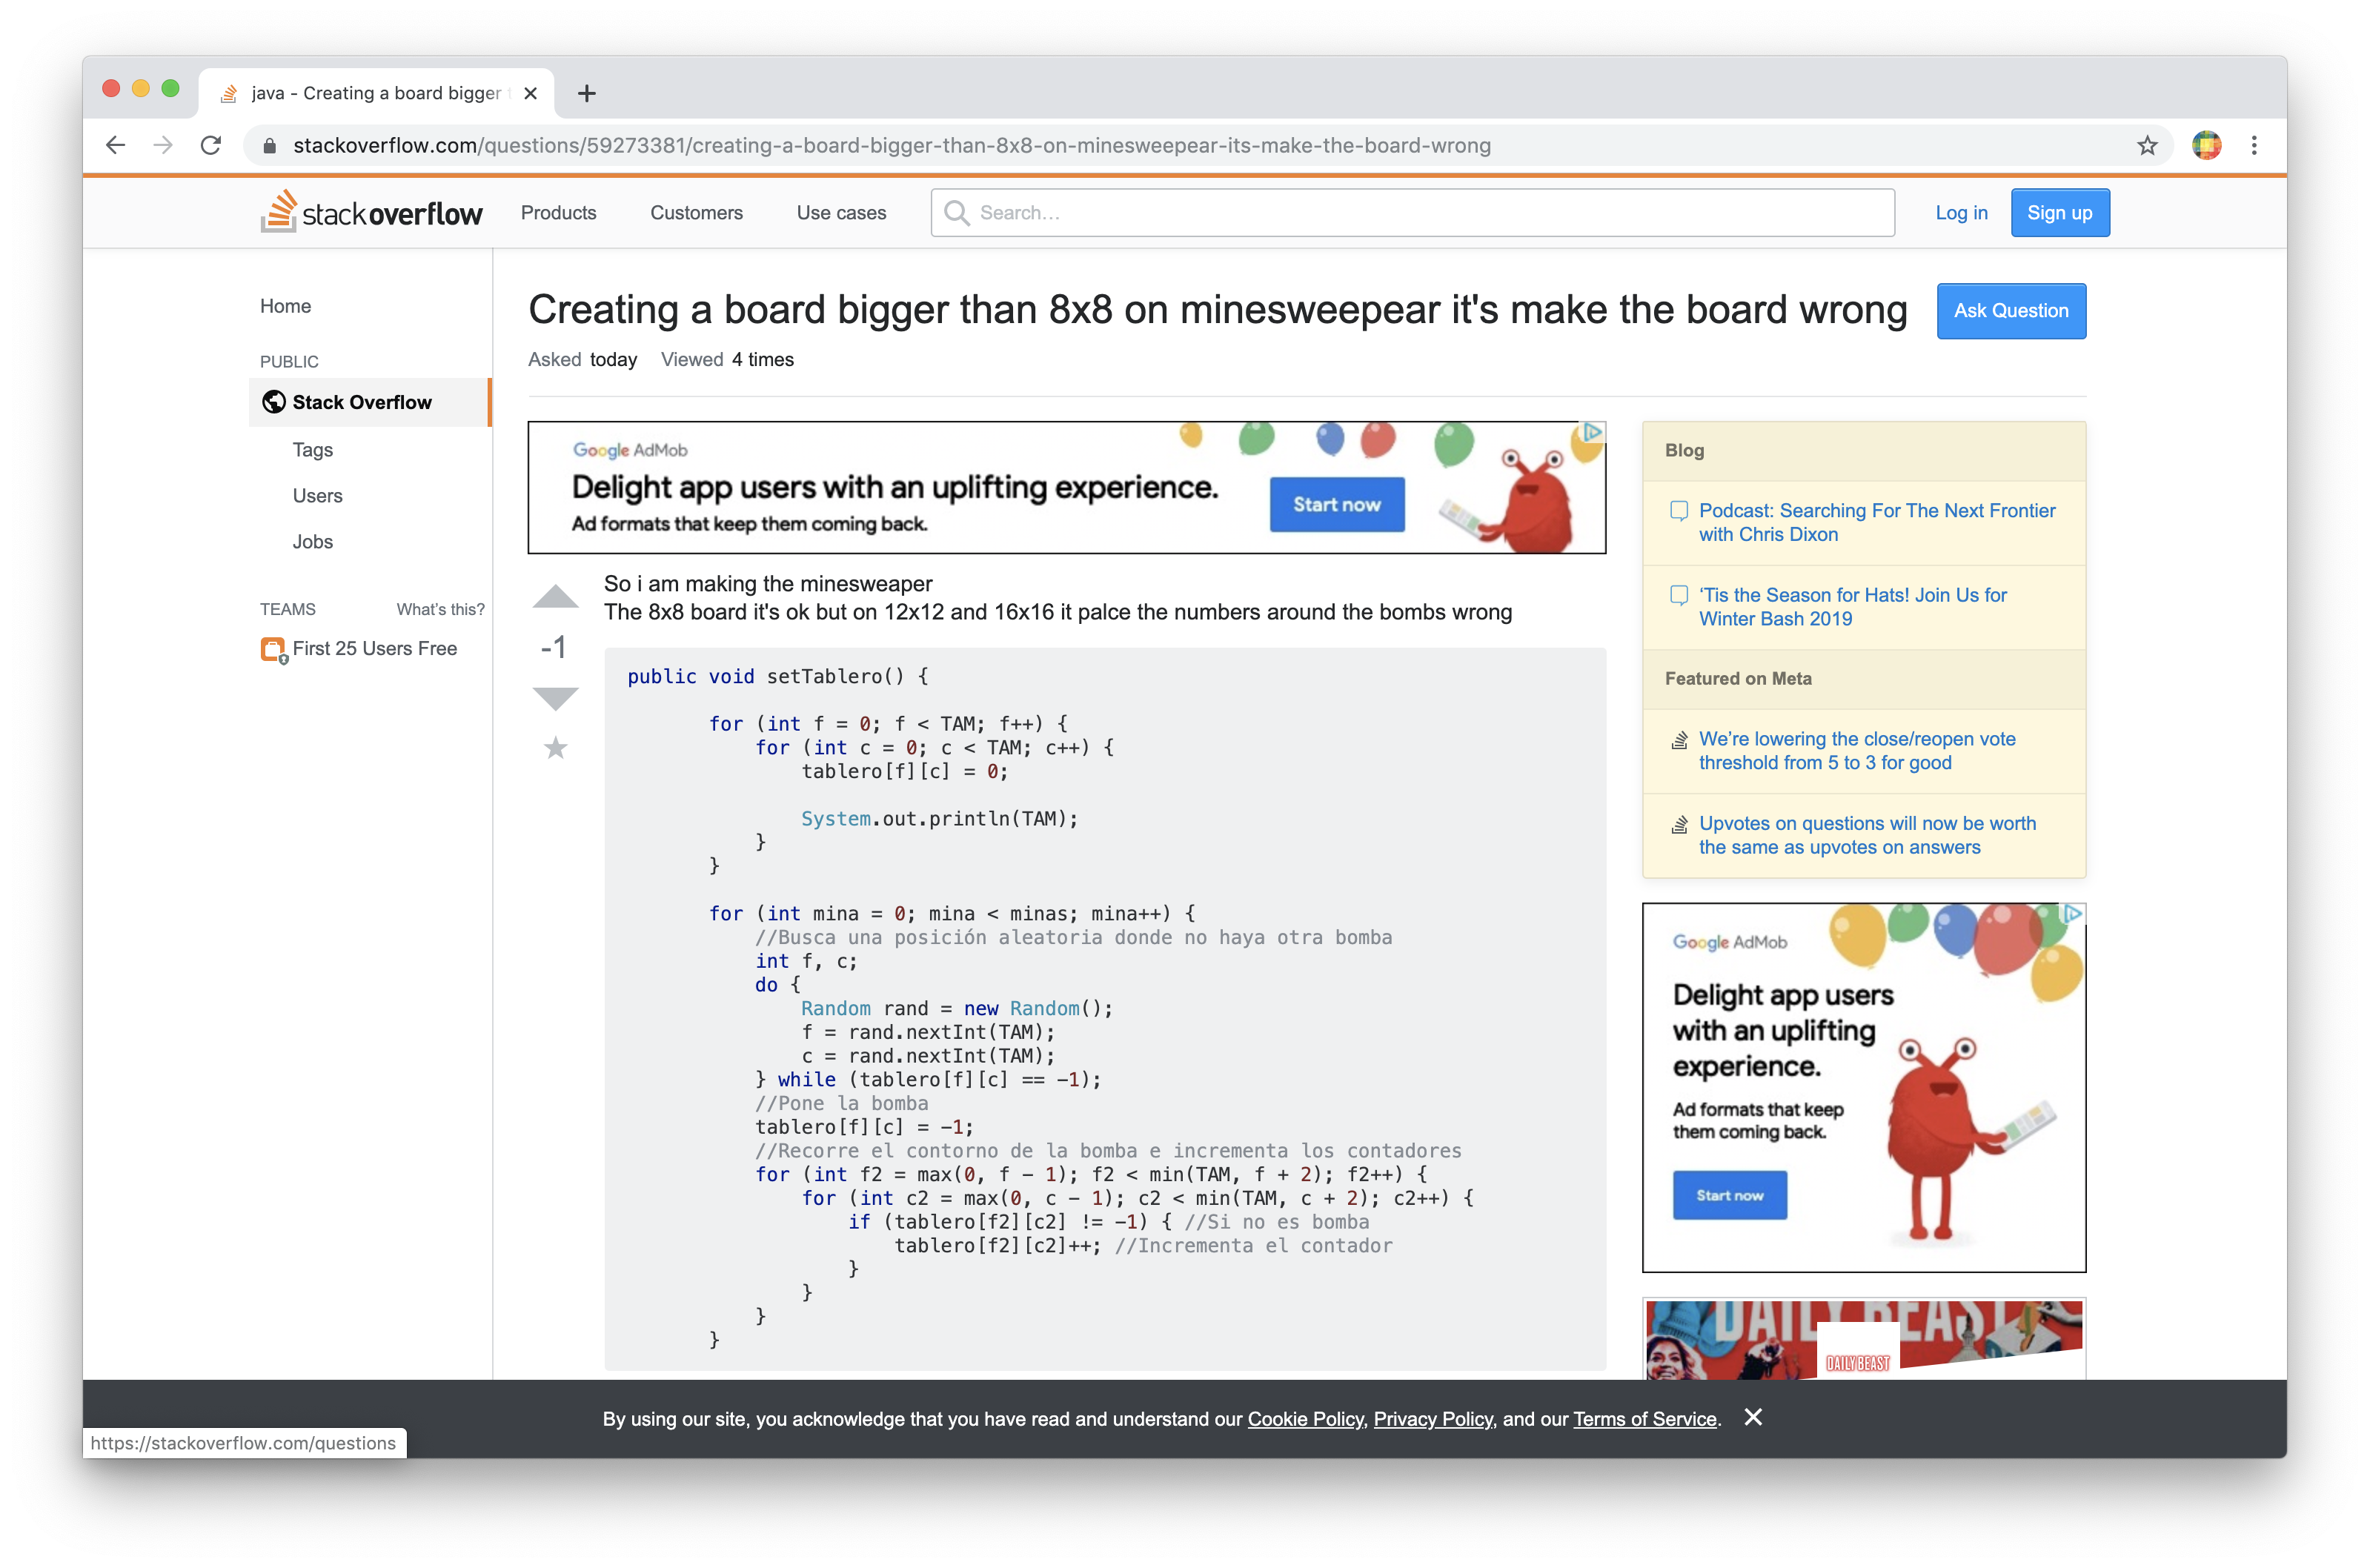 java - Creating a board bigger
stackoverflow.com/questions/59273381/creating-a-board-bigger-than-8x8-on-minesweepear-its-make-the-board-wrong
stackoverflow
Products
Customers
Use cases
Search...
Log in
Sign up
Home
PUBLIC
Stack Overflow
Tags
Users
Jobs
TEAMS
What's this?
First 25 Users Free
Creating a board bigger than 8x8 on minesweepear it's make the board wrong
Ask Question
Asked today Viewed 4 times
Google AdMob
Delight app users with an uplifting experience.
Ad formats that keep them coming back.
Start now
-1
So i am making the minesweaper
The 8x8 board it's ok but on 12x12 and 16x16 it palce the numbers around the bombs wrong
public void setTablero() {
for (int f = 0; f < TAM; f++) {
for (int c = 0; c < TAM; c++) {
tablero[f][c] = 0;
System.out.println(TAM);
}
}
for (int mina = 0; mina < minas; mina++) {
//Busca una posición aleatoria donde no haya otra bomba
int f, c;
do {
Random rand = new Random();
f = rand.nextInt(TAM);
c = rand.nextInt(TAM);
} while (tablero[f][c] == -1);
//Pone la bomba
tablero[f][c] = -1;
//Recorre el contorno de la bomba e incrementa los contadores
for (int f2 = max(0, f - 1); f2 < min(TAM, f + 2); f2++) {
for (int c2 = max(0, c - 1); c2 < min(TAM, c + 2); c2++) {
if (tablero[f2][c2] != -1) { //Si no es bomba
tablero[f2][c2]++; //Incrementa el contador
}
}
}
}
Blog
Podcast: Searching For The Next Frontier
with Chris Dixon
‘Tis the Season for Hats! Join Us for
Winter Bash 2019
Featured on Meta
We’re lowering the close/reopen vote
threshold from 5 to 3 for good
Upvotes on questions will now be worth
the same as upvotes on answers
Google AdMob
Delight app users
with an uplifting
experience.
Ad formats that keep
them coming back.
Start now
DAILY BEAST
DAILY BEAST
By using our site, you acknowledge that you have read and understand our Cookie Policy, Privacy Policy, and our Terms of Service.
https://stackoverflow.com/questions